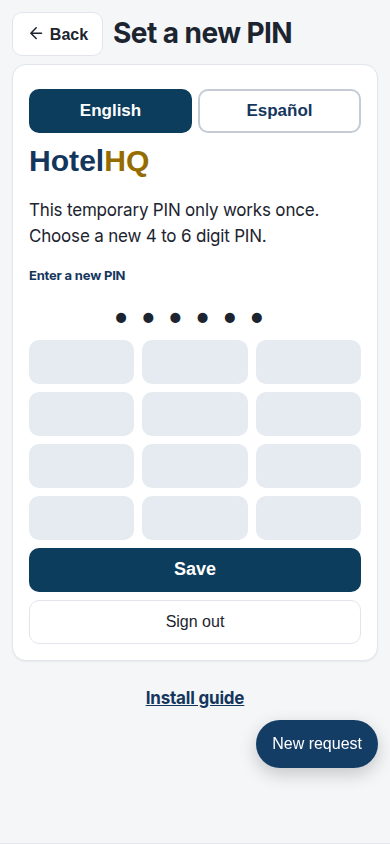 Back
Set a new PIN
English
Español
HotelHQ
This temporary PIN only works once.
Choose a new 4 to 6 digit PIN.
Enter a new PIN
Save
Sign out
Install guide
New request